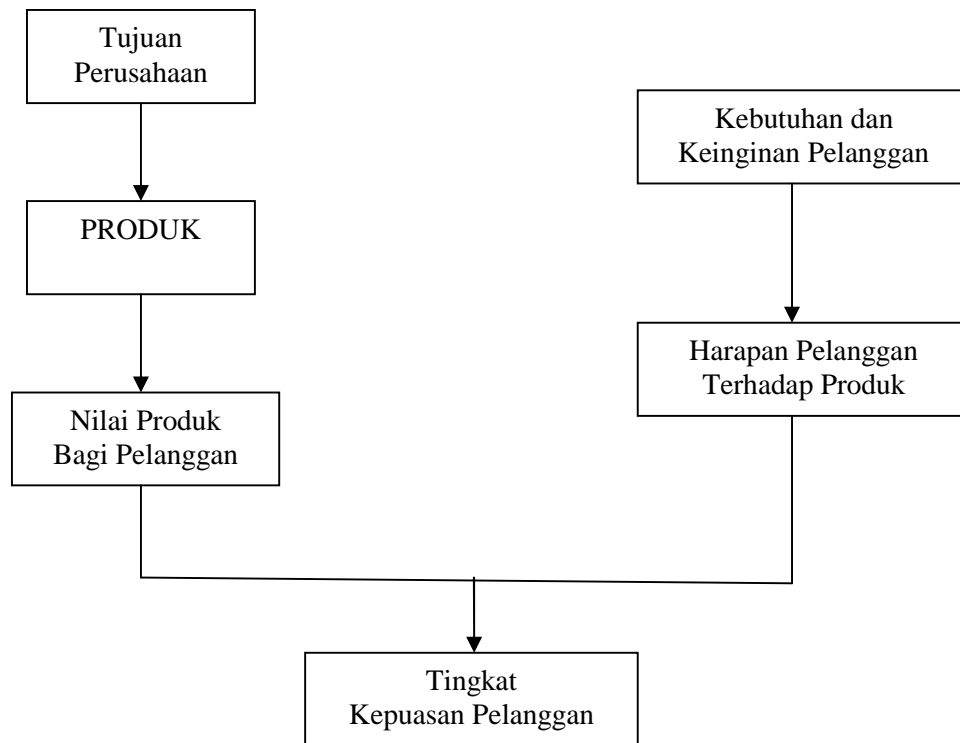 Tujuan
Perusahaan
Kebutuhan dan
Keinginan Pelanggan
PRODUK
Harapan Pelanggan
Terhadap Produk
Nilai Produk
Bagi Pelanggan
Tingkat
Kepuasan Pelanggan